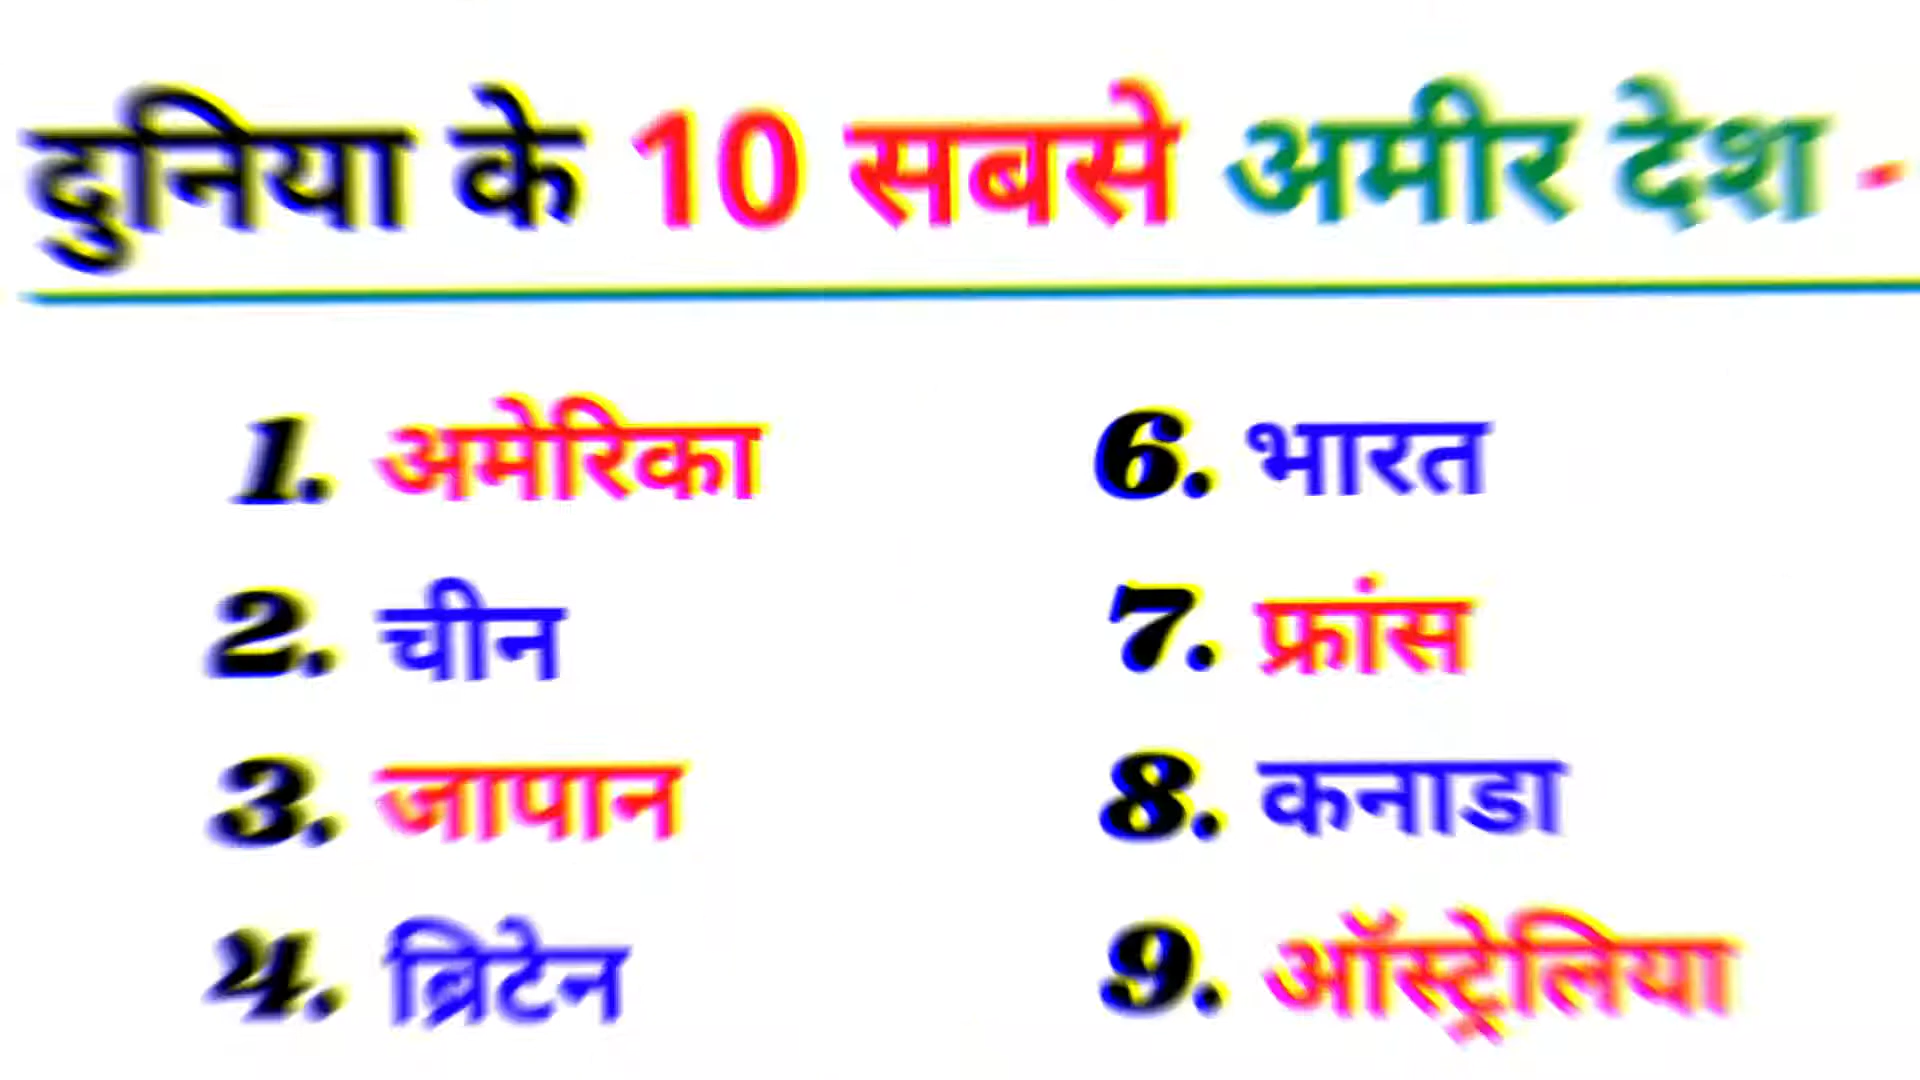 दुनिया के 10 सबसे अमीर देश -
1. अमेरिका
2. चीन
3. जापान
4. ब्रिटेन
6. भारत
7. फ्रांस
8. कनाडा
9. ऑस्ट्रेलिया